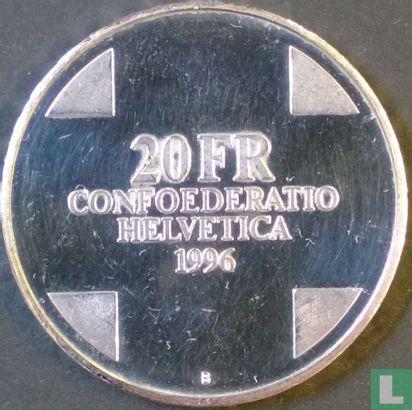 20 FR
CONFOEDERATIO
HELVETICA
1996
B